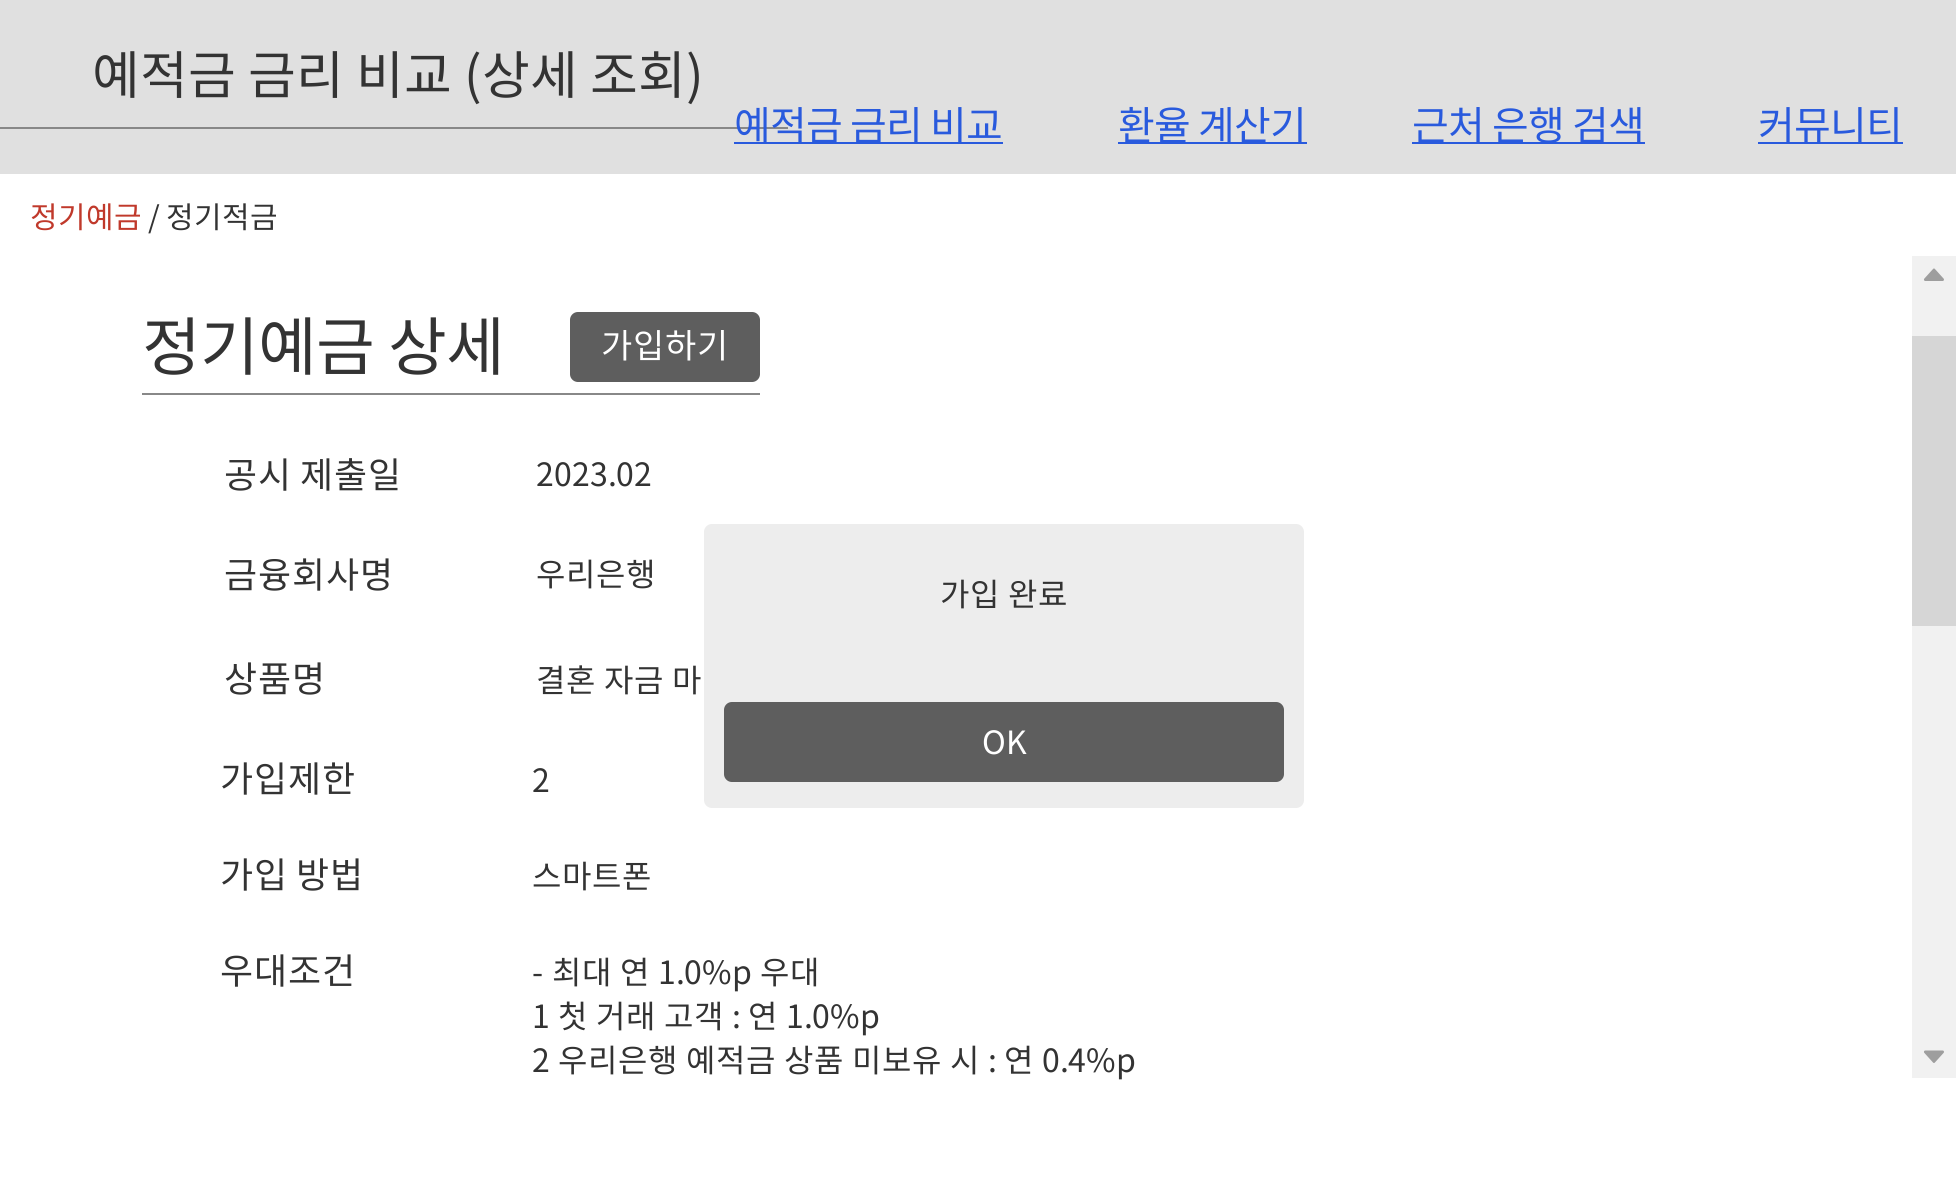 예적금 금리 비교 (상세 조회)
예적금 금리 비교 환율 계산기 근처 은행 검색 커뮤니티
정기예금 / 정기적금
정기예금 상세 가입하기
공시 제출일 2023.02
금융회사명 우리은행
가입 완료
상품명 결혼 자금 마
OK
가입제한 2
가입 방법 스마트폰
우대조건 - 최대 연 1.0%p 우대
1 첫 거래 고객 : 연 1.0%p
2 우리은행 예적금 상품 미보유 시 : 연 0.4%p